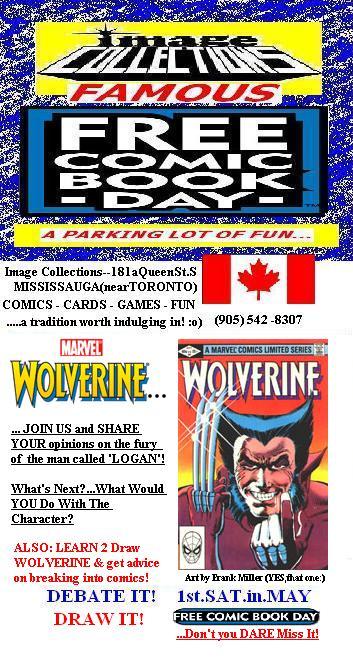 image
COLLECTIONS
FAMOUS
FREE
COMIC
BOOK
-DAY-
TM
A PARKING LOT OF FUN...
Image Collections--181aQueenSt.S
MISSISSAUGA(nearTORONTO)
COMICS - CARDS - GAMES - FUN
.....a tradition worth indulging in! :o)
(905) 542 -8307
MARVEL
WOLVERINE...
... JOIN US and SHARE
YOUR opinions on the fury
of the man called 'LOGAN'!
What's Next?...What Would
YOU Do With The
Character?
ALSO: LEARN 2 Draw
WOLVERINE & get advice
on breaking into comics!
DEBATE IT!
DRAW IT!
A MARVEL COMICS LIMITED SERIES
WOLVERINE
Art by Frank Miller (YES,that one:)
1st.SAT.in.MAY
FREE COMIC BOOK DAY
...Don't you DARE Miss It!